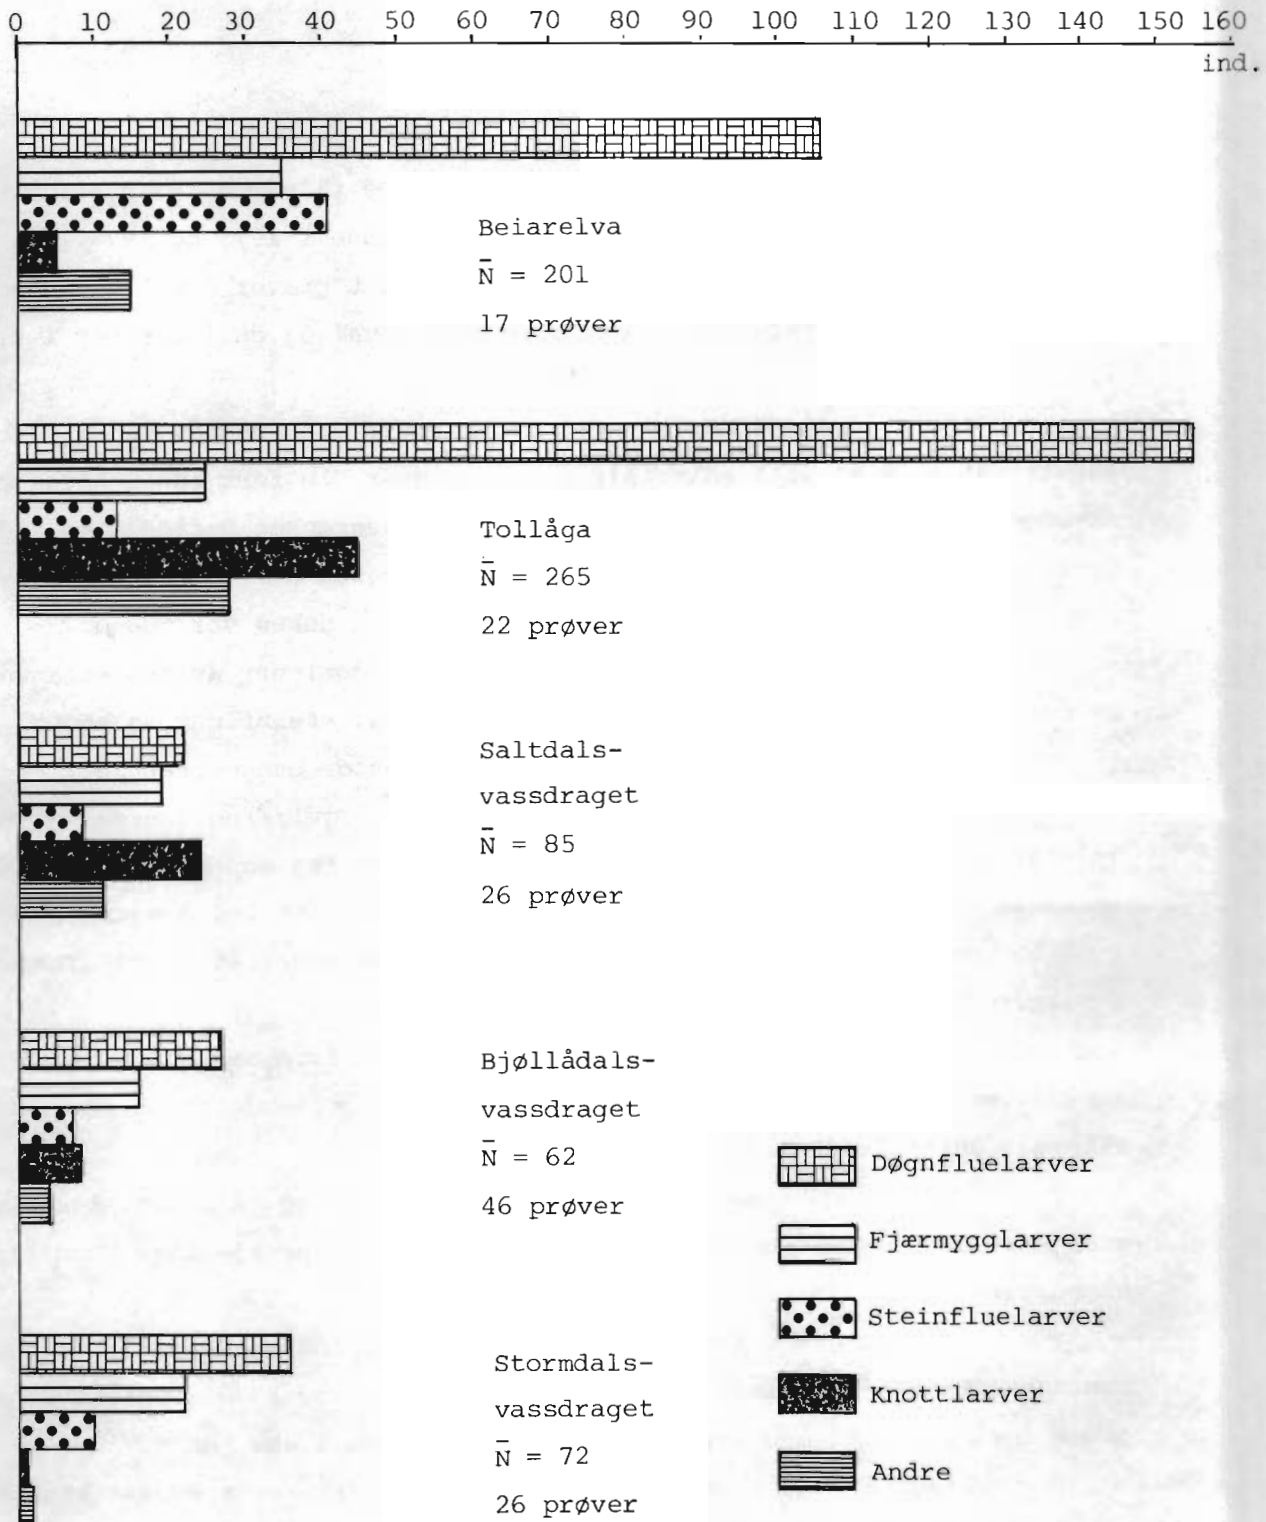 0 10 20 30 40 50 60 70 80 90 100 110 120 130 140 150 160
ind.
Beiarelva
N̄ = 201
17 prøver
Tollåga
N̄ = 265
22 prøver
Saltdals-
vassdraget
N̄ = 85
26 prøver
Bjøllådals-
vassdraget
N̄ = 62
46 prøver
Stormdals-
vassdraget
N̄ = 72
26 prøver
Døgnfluelarver
Fjærmygglarver
Steinfluelarver
Knottlarver
Andre